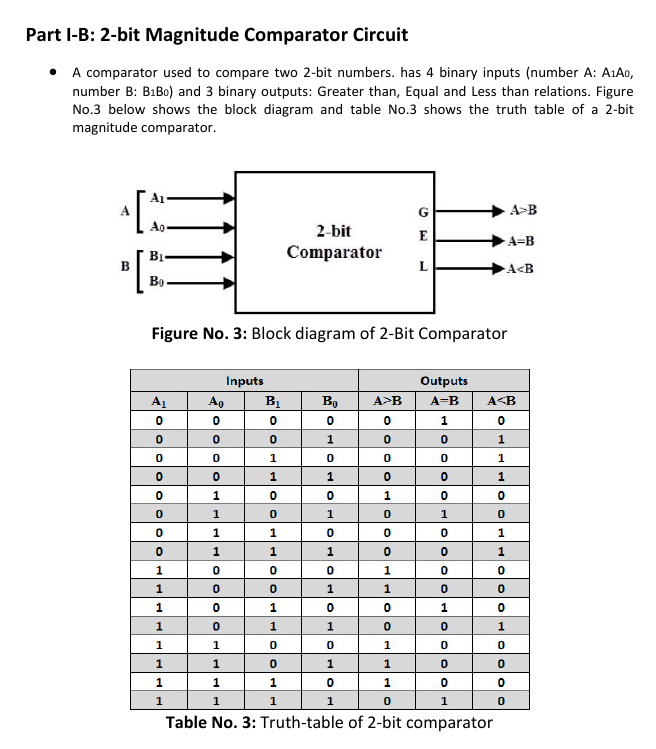 Part I-B: 2-bit Magnitude Comparator Circuit
• A comparator used to compare two 2-bit numbers. has 4 binary inputs (number A: A1A0,
number B: B1B0) and 3 binary outputs: Greater than, Equal and Less than relations. Figure
No.3 below shows the block diagram and table No.3 shows the truth table of a 2-bit
magnitude comparator.
A A1 A0
B B1 B0
2-bit
Comparator
G A>B
E A=B
L A<B
Figure No. 3: Block diagram of 2-Bit Comparator
Inputs Outputs
A1 A0 B1 B0 A>B A=B A<B
0 0 0 0 0 1 0
0 0 0 1 0 0 1
0 0 1 0 0 0 1
0 0 1 1 0 0 1
0 1 0 0 1 0 0
0 1 0 1 0 1 0
0 1 1 0 0 0 1
0 1 1 1 0 0 1
1 0 0 0 1 0 0
1 0 0 1 1 0 0
1 0 1 0 0 1 0
1 0 1 1 0 0 1
1 1 0 0 1 0 0
1 1 0 1 1 0 0
1 1 1 0 1 0 0
1 1 1 1 0 1 0
Table No. 3: Truth-table of 2-bit comparator